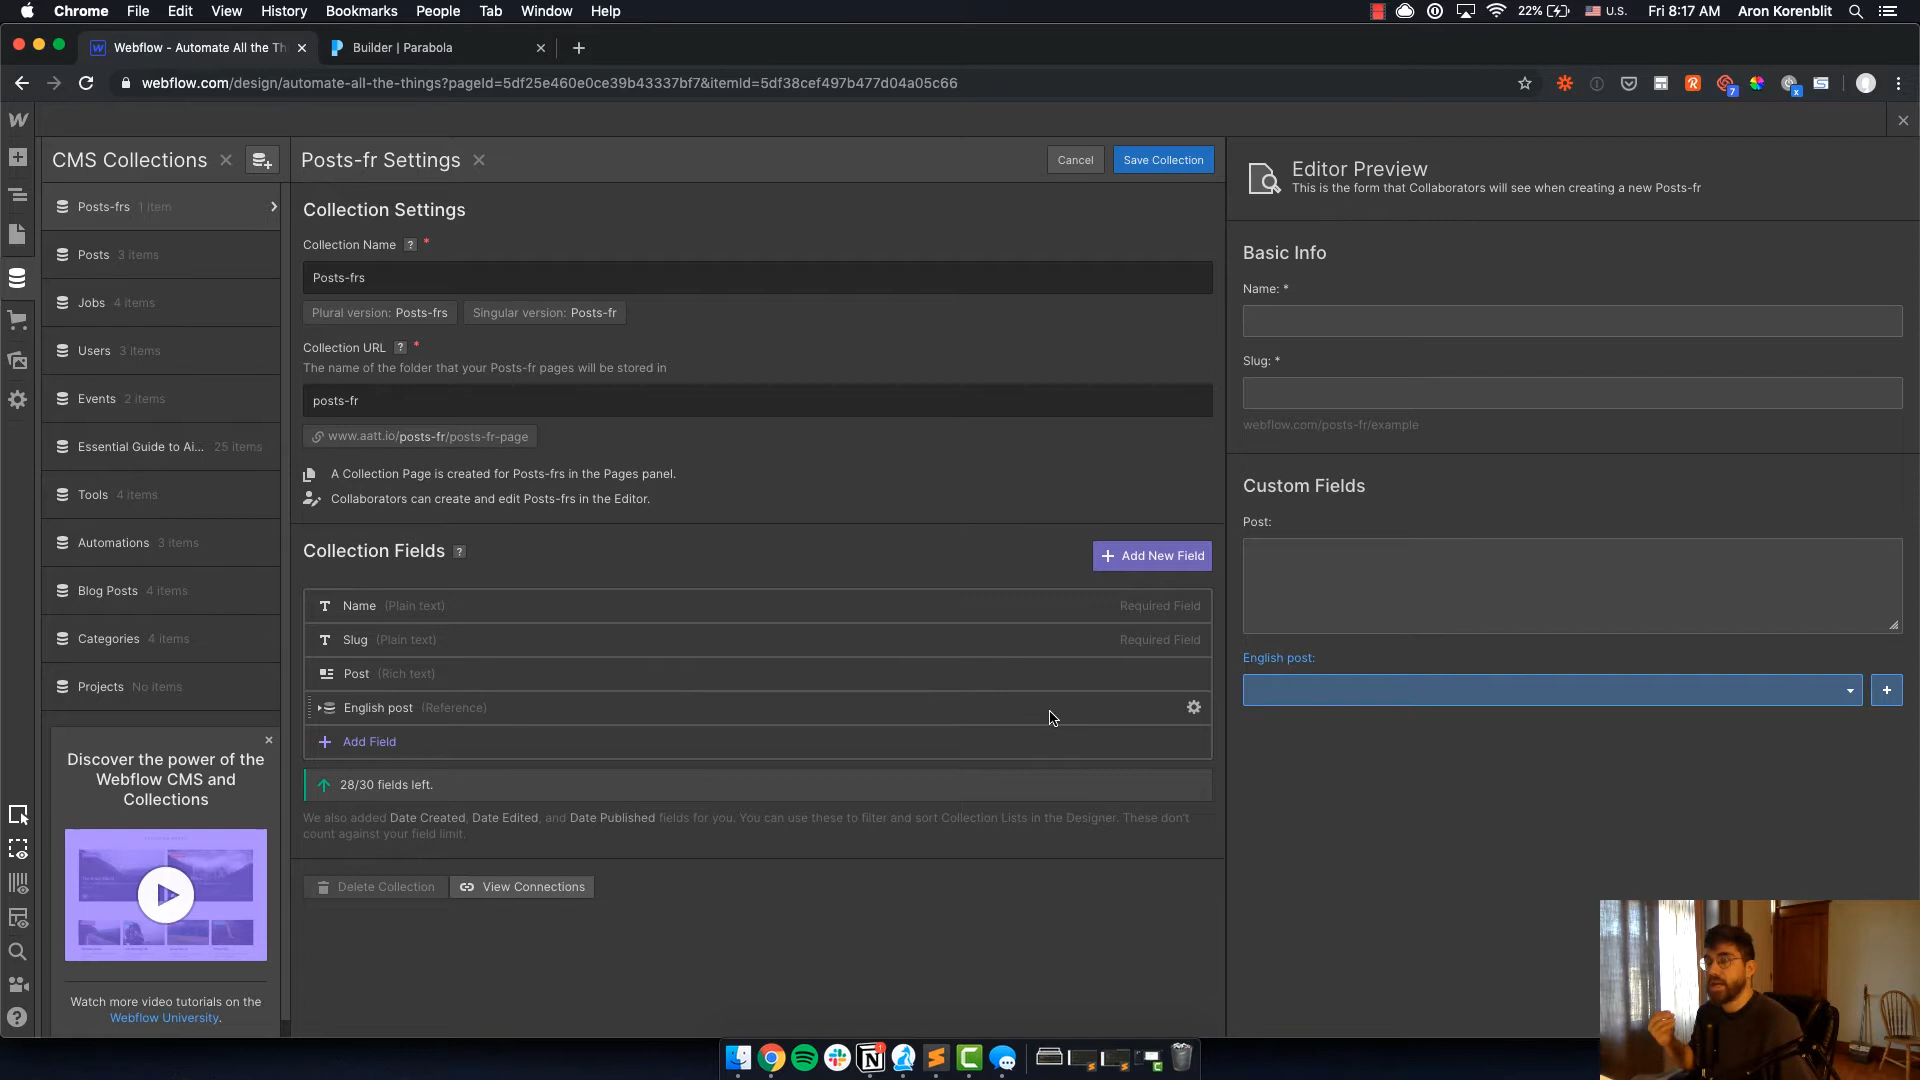 Chrome File Edit View History Bookmarks People Tab Window Help
22% U.S. Fri 8:17 AM Aron Korenblit
Webflow - Automate All the Th
Builder | Parabola
webflow.com/design/automate-all-the-things?pageId=5df25e460e0ce39b43337bf7&itemId=5df38cef497b477d04a05c66
7
x
W
CMS Collections
Posts-frs 1 item
Posts 3 items
Jobs 4 items
Users 3 items
Events 2 items
Essential Guide to Ai... 25 items
Tools 4 items
Automations 3 items
Blog Posts 4 items
Categories 4 items
Projects No items
Discover the power of the
Webflow CMS and
Collections
Watch more video tutorials on the
Webflow University.
Posts-fr Settings
Cancel
Save Collection
Collection Settings
Collection Name ? *
Posts-frs
Plural version: Posts-frs
Singular version: Posts-fr
Collection URL ? *
The name of the folder that your Posts-fr pages will be stored in
posts-fr
www.aatt.io/posts-fr/posts-fr-page
A Collection Page is created for Posts-frs in the Pages panel.
Collaborators can create and edit Posts-frs in the Editor.
Collection Fields ?
+ Add New Field
T Name (Plain text) Required Field
T Slug (Plain text) Required Field
Post (Rich text)
English post (Reference)
+ Add Field
28/30 fields left.
We also added Date Created, Date Edited, and Date Published fields for you. You can use these to filter and sort Collection Lists in the Designer. These don't
count against your field limit.
Delete Collection
View Connections
Editor Preview
This is the form that Collaborators will see when creating a new Posts-fr
Basic Info
Name: *
Slug: *
webflow.com/posts-fr/example
Custom Fields
Post:
English post:
+